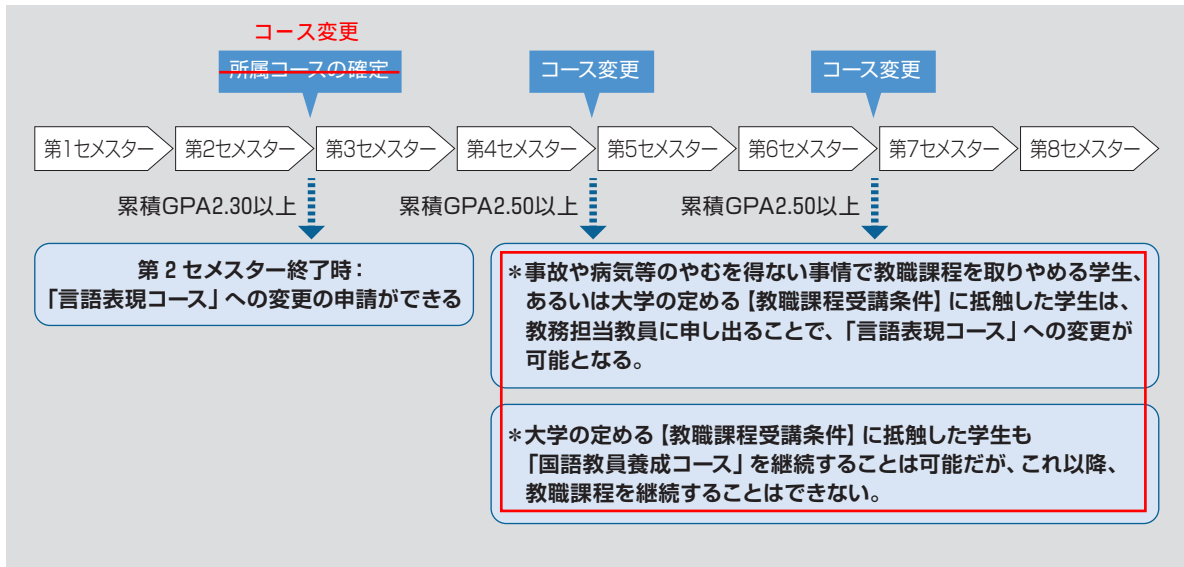 コース変更
所属コースの確定
コース変更
コース変更
第1セメスター
第2セメスター
第3セメスター
第4セメスター
第5セメスター
第6セメスター
第7セメスター
第8セメスター
累積GPA2.30以上
累積GPA2.50以上
累積GPA2.50以上
第2セメスター終了時:
「言語表現コース」への変更の申請ができる
*事故や病気等のやむを得ない事情で教職課程を取りやめる学生、
あるいは大学の定める【教職課程受講条件】に抵触した学生は、
教務担当教員に申し出ることで、「言語表現コース」への変更が
可能となる。
*大学の定める【教職課程受講条件】に抵触した学生も
「国語教員養成コース」を継続することは可能だが、これ以降、
教職課程を継続することはできない。